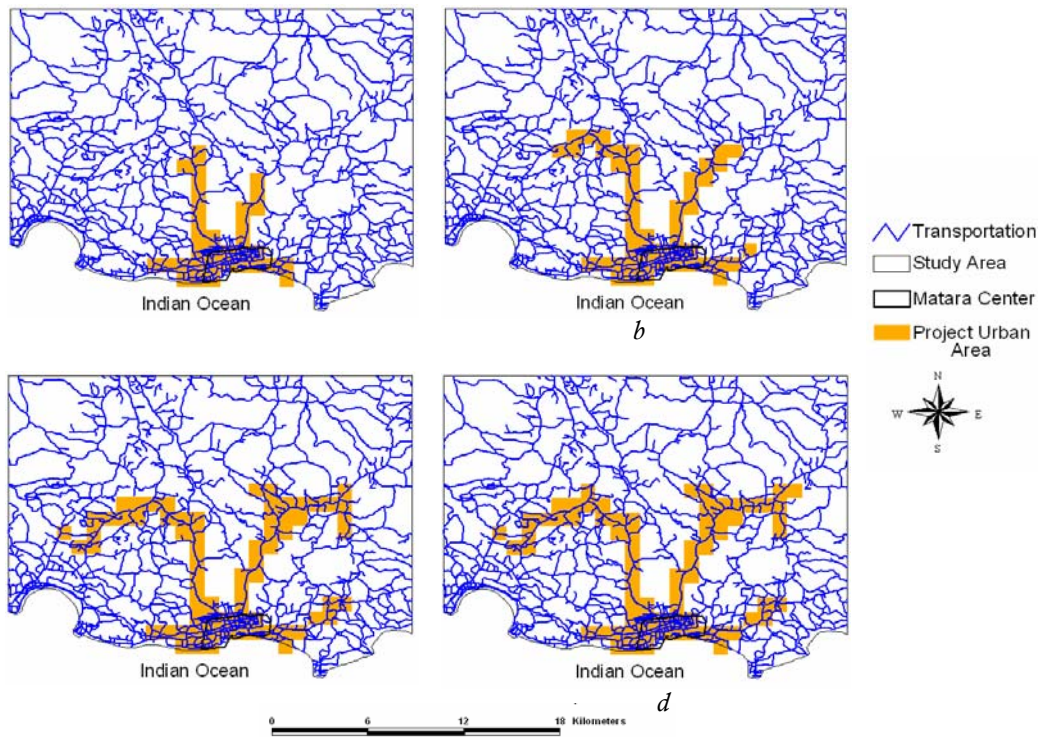 Indian Ocean
Indian Ocean
b
Transportation
Study Area
Matara Center
Project Urban
Area
N
W E
S
Indian Ocean
Indian Ocean
d
0 6 12 18 Kilometers